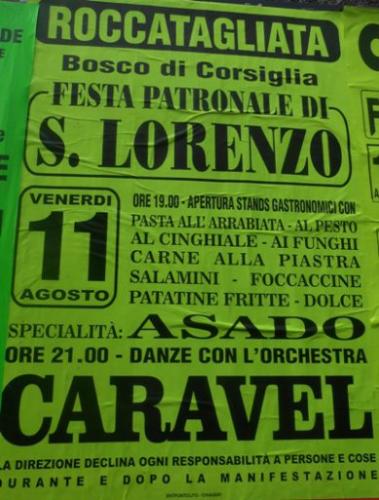 ROCCATAGLIATA
Bosco di Corsiglia
FESTA PATRONALE DI
S. LORENZO
VENERDI
11
AGOSTO
ORE 19.00 - APERTURA STANDS GASTRONOMICI CON
PASTA ALL'ARRABIATA - AL PESTO
AL CINGHIALE - AI FUNGHI
CARNE ALLA PIASTRA
SALAMINI - FOCCACCINE
PATATINE FRITTE - DOLCE
SPECIALITÀ: ASADO
ORE 21.00 - DANZE CON L'ORCHESTRA
CARAVEL
LA DIREZIONE DECLINA OGNI RESPONSABILITÀ A PERSONE E COSE
DURANTE E DOPO LA MANIFESTAZIONE